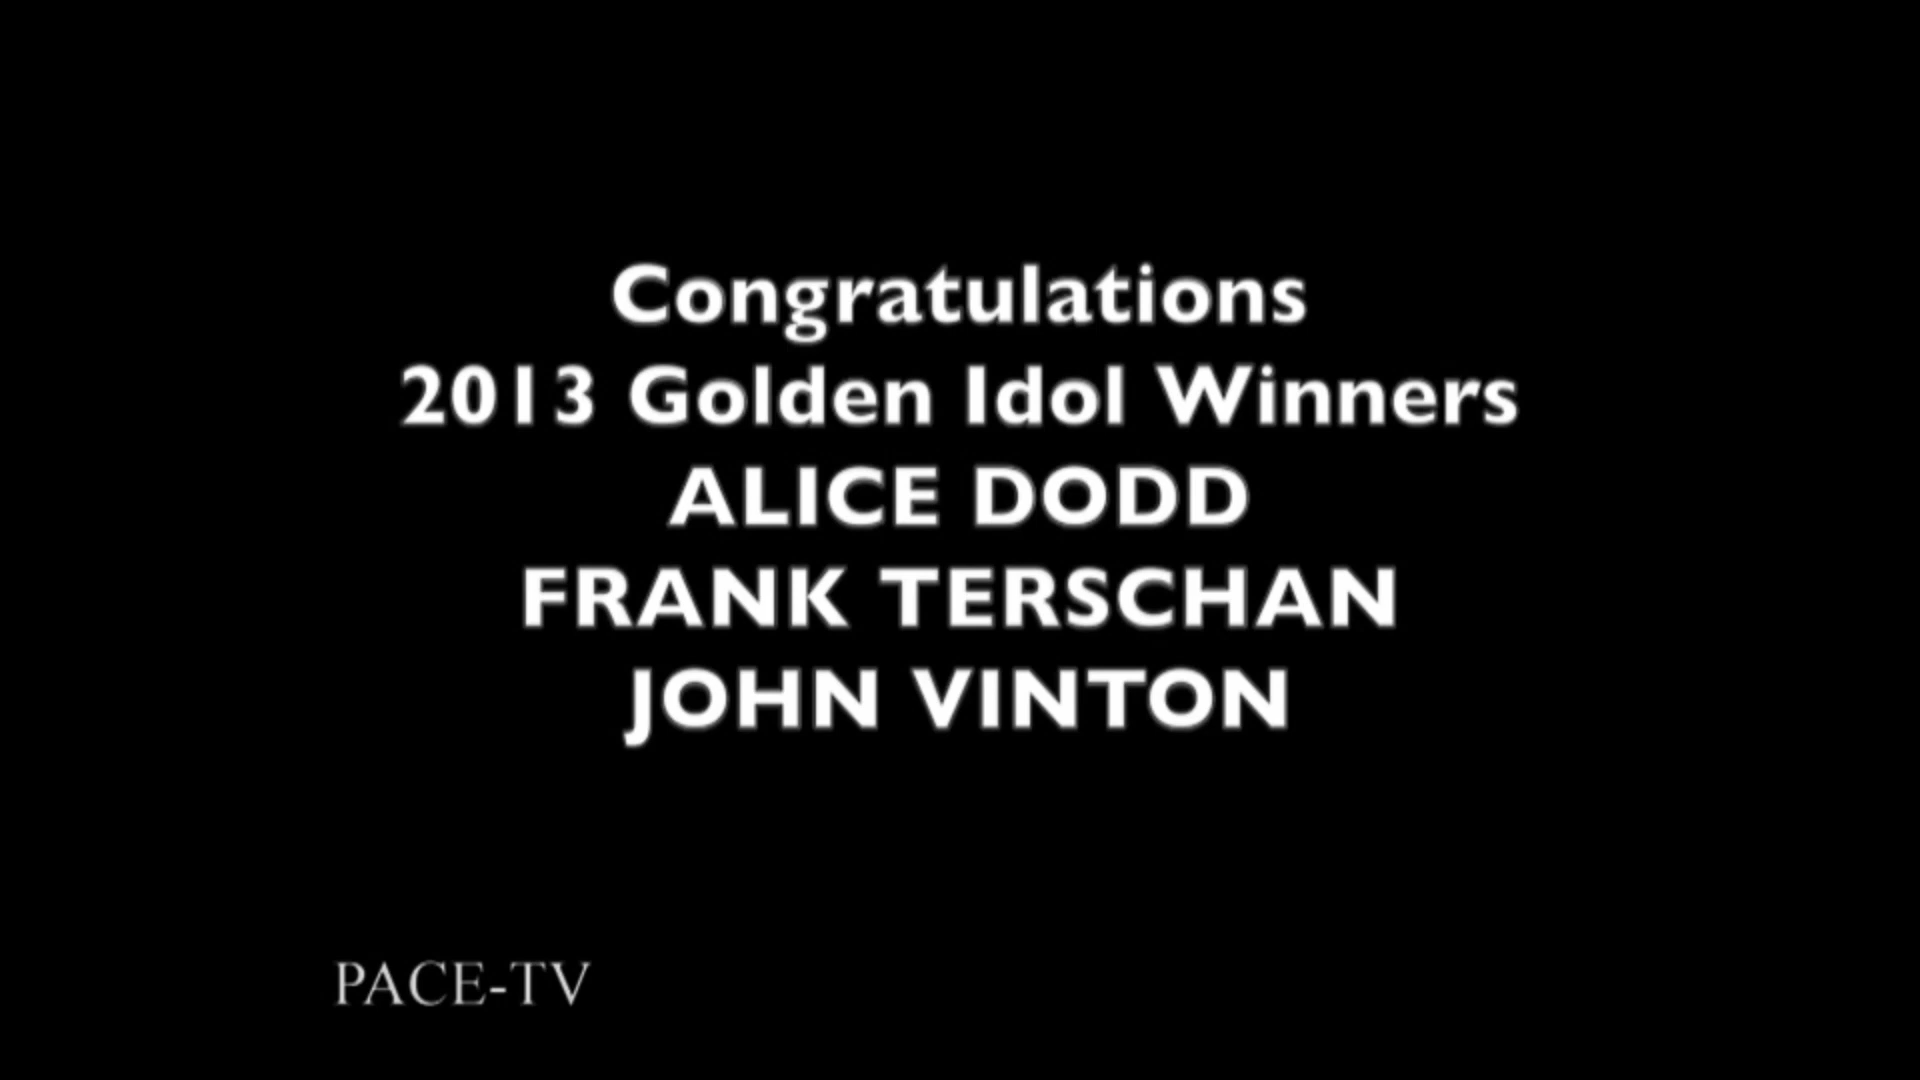 Congratulations
2013 Golden Idol Winners
ALICE DODD
FRANK TERSCHAN
JOHN VINTON
PACE-TV